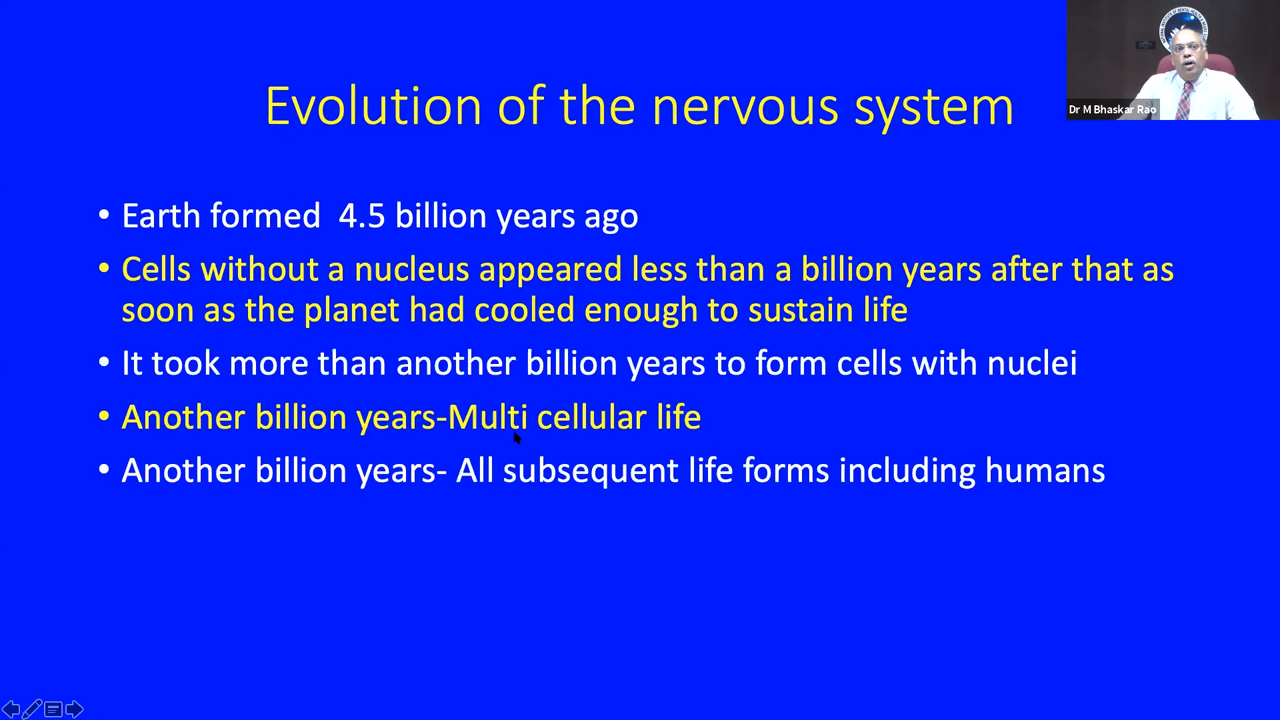 Evolution of the nervous system
Dr M Bhaskar Rao
• Earth formed  4.5 billion years ago
• Cells without a nucleus appeared less than a billion years after that as
soon as the planet had cooled enough to sustain life
• It took more than another billion years to form cells with nuclei
• Another billion years-Multi cellular life
• Another billion years- All subsequent life forms including humans